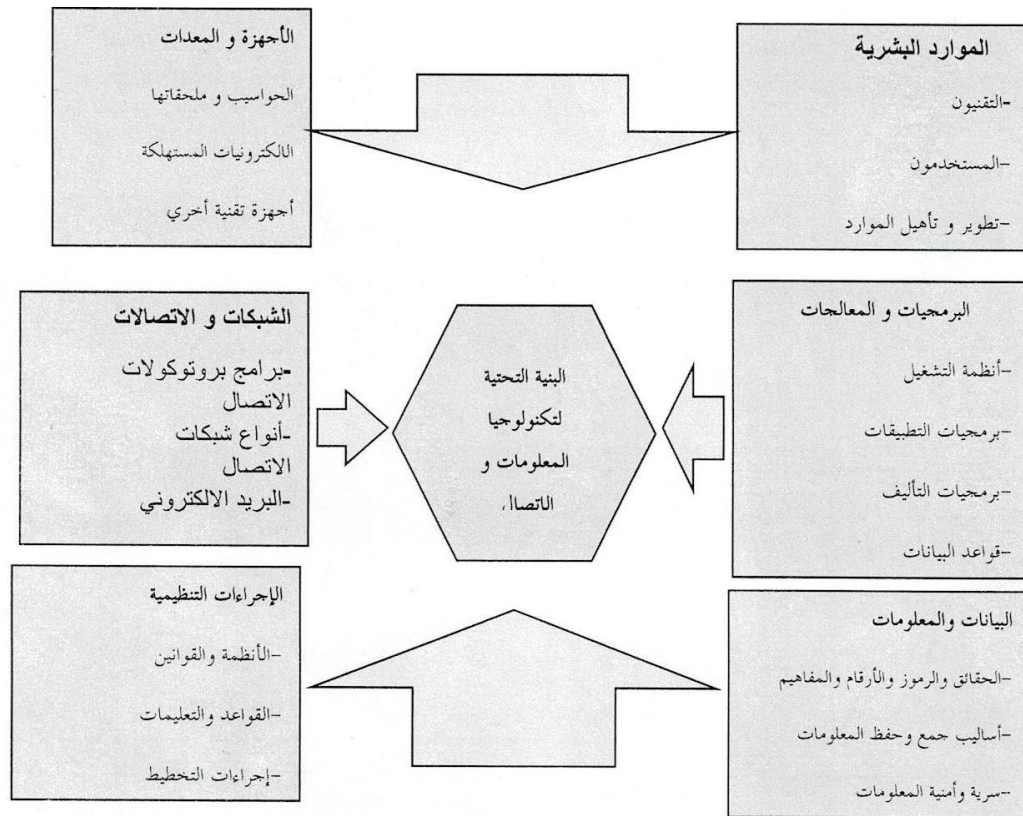 الموارد البشرية
-التقنيون
-المستخدمون
-تطوير و تأهيل الموارد
الأجهزة و المعدات
الحواسيب و ملحقاتها
االكترونيات المستهلكة
أجهزة تقنية أخري
البرمجيات و المعالجات
-أنظمة التشغيل
-برمجيات التطبيقات
-برمجيات التأليف
-قواعد البيانات
البنية التحتية
لتكنولوجيا
المعلومات و
الاتصال
الشبكات و الاتصالات
-برامج بروتوكولات
الاتصال
-أنواع شبكات
الاتصال
-البريد الالكتروني
البيانات والمعلومات
-الحقائق والرموز والأرقام والمفاهيم
-أساليب جمع وحفظ المعلومات
-سرية وأمنية المعلومات
الإجراءات التنظيمية
-الأنظمة والقوانين
-القواعد والتعليمات
-إجراءات التخطيط